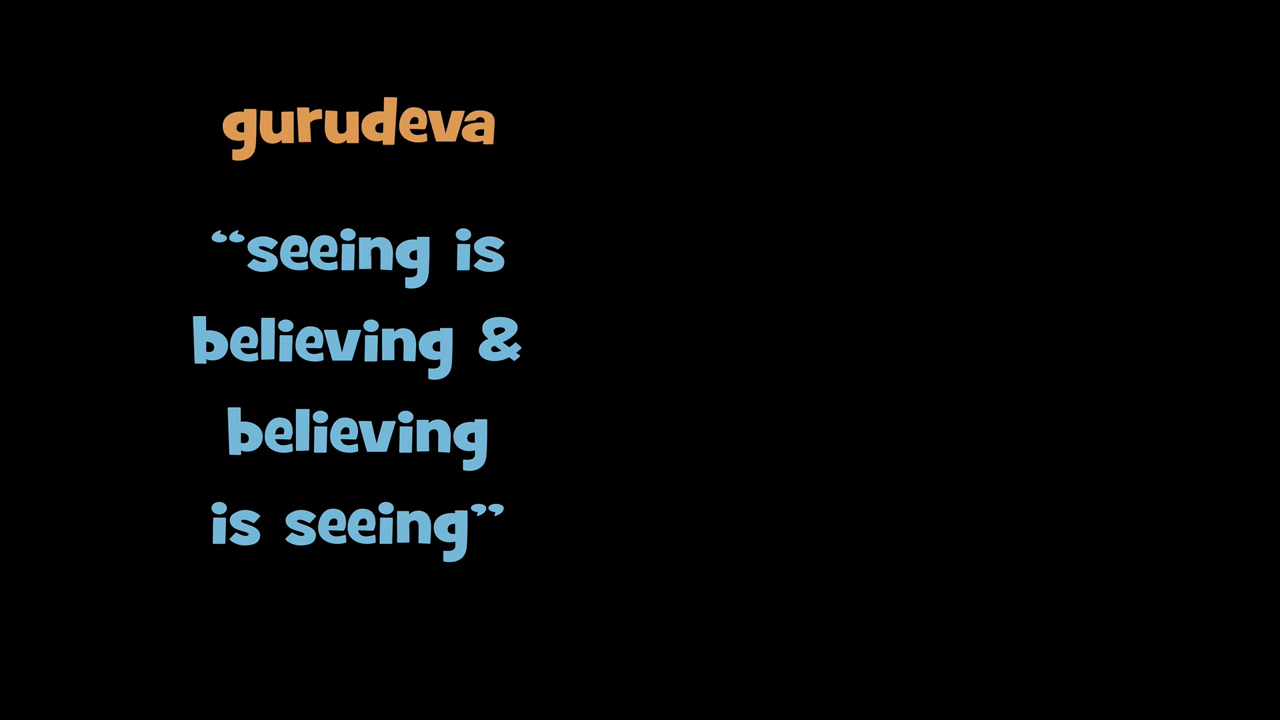 gurudeva
“seeing is
believing &
believing
is seeing”